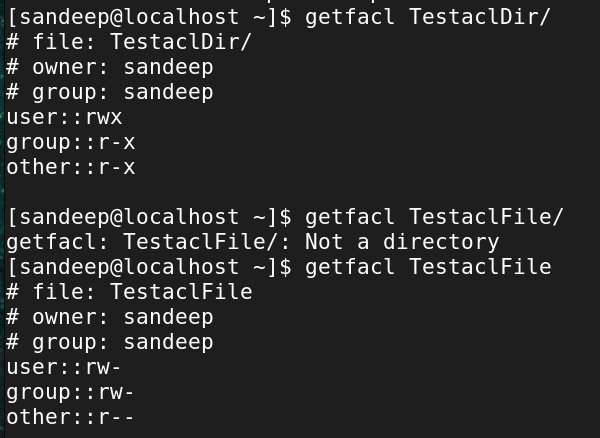 [sandeep@localhost ~]$ getfacl TestaclDir/
# file: TestaclDir/
# owner: sandeep
# group: sandeep
user::rwx
group::r-x
other::r-x

[sandeep@localhost ~]$ getfacl TestaclFile/
getfacl: TestaclFile/: Not a directory
[sandeep@localhost ~]$ getfacl TestaclFile
# file: TestaclFile
# owner: sandeep
# group: sandeep
user::rw-
group::rw-
other::r--